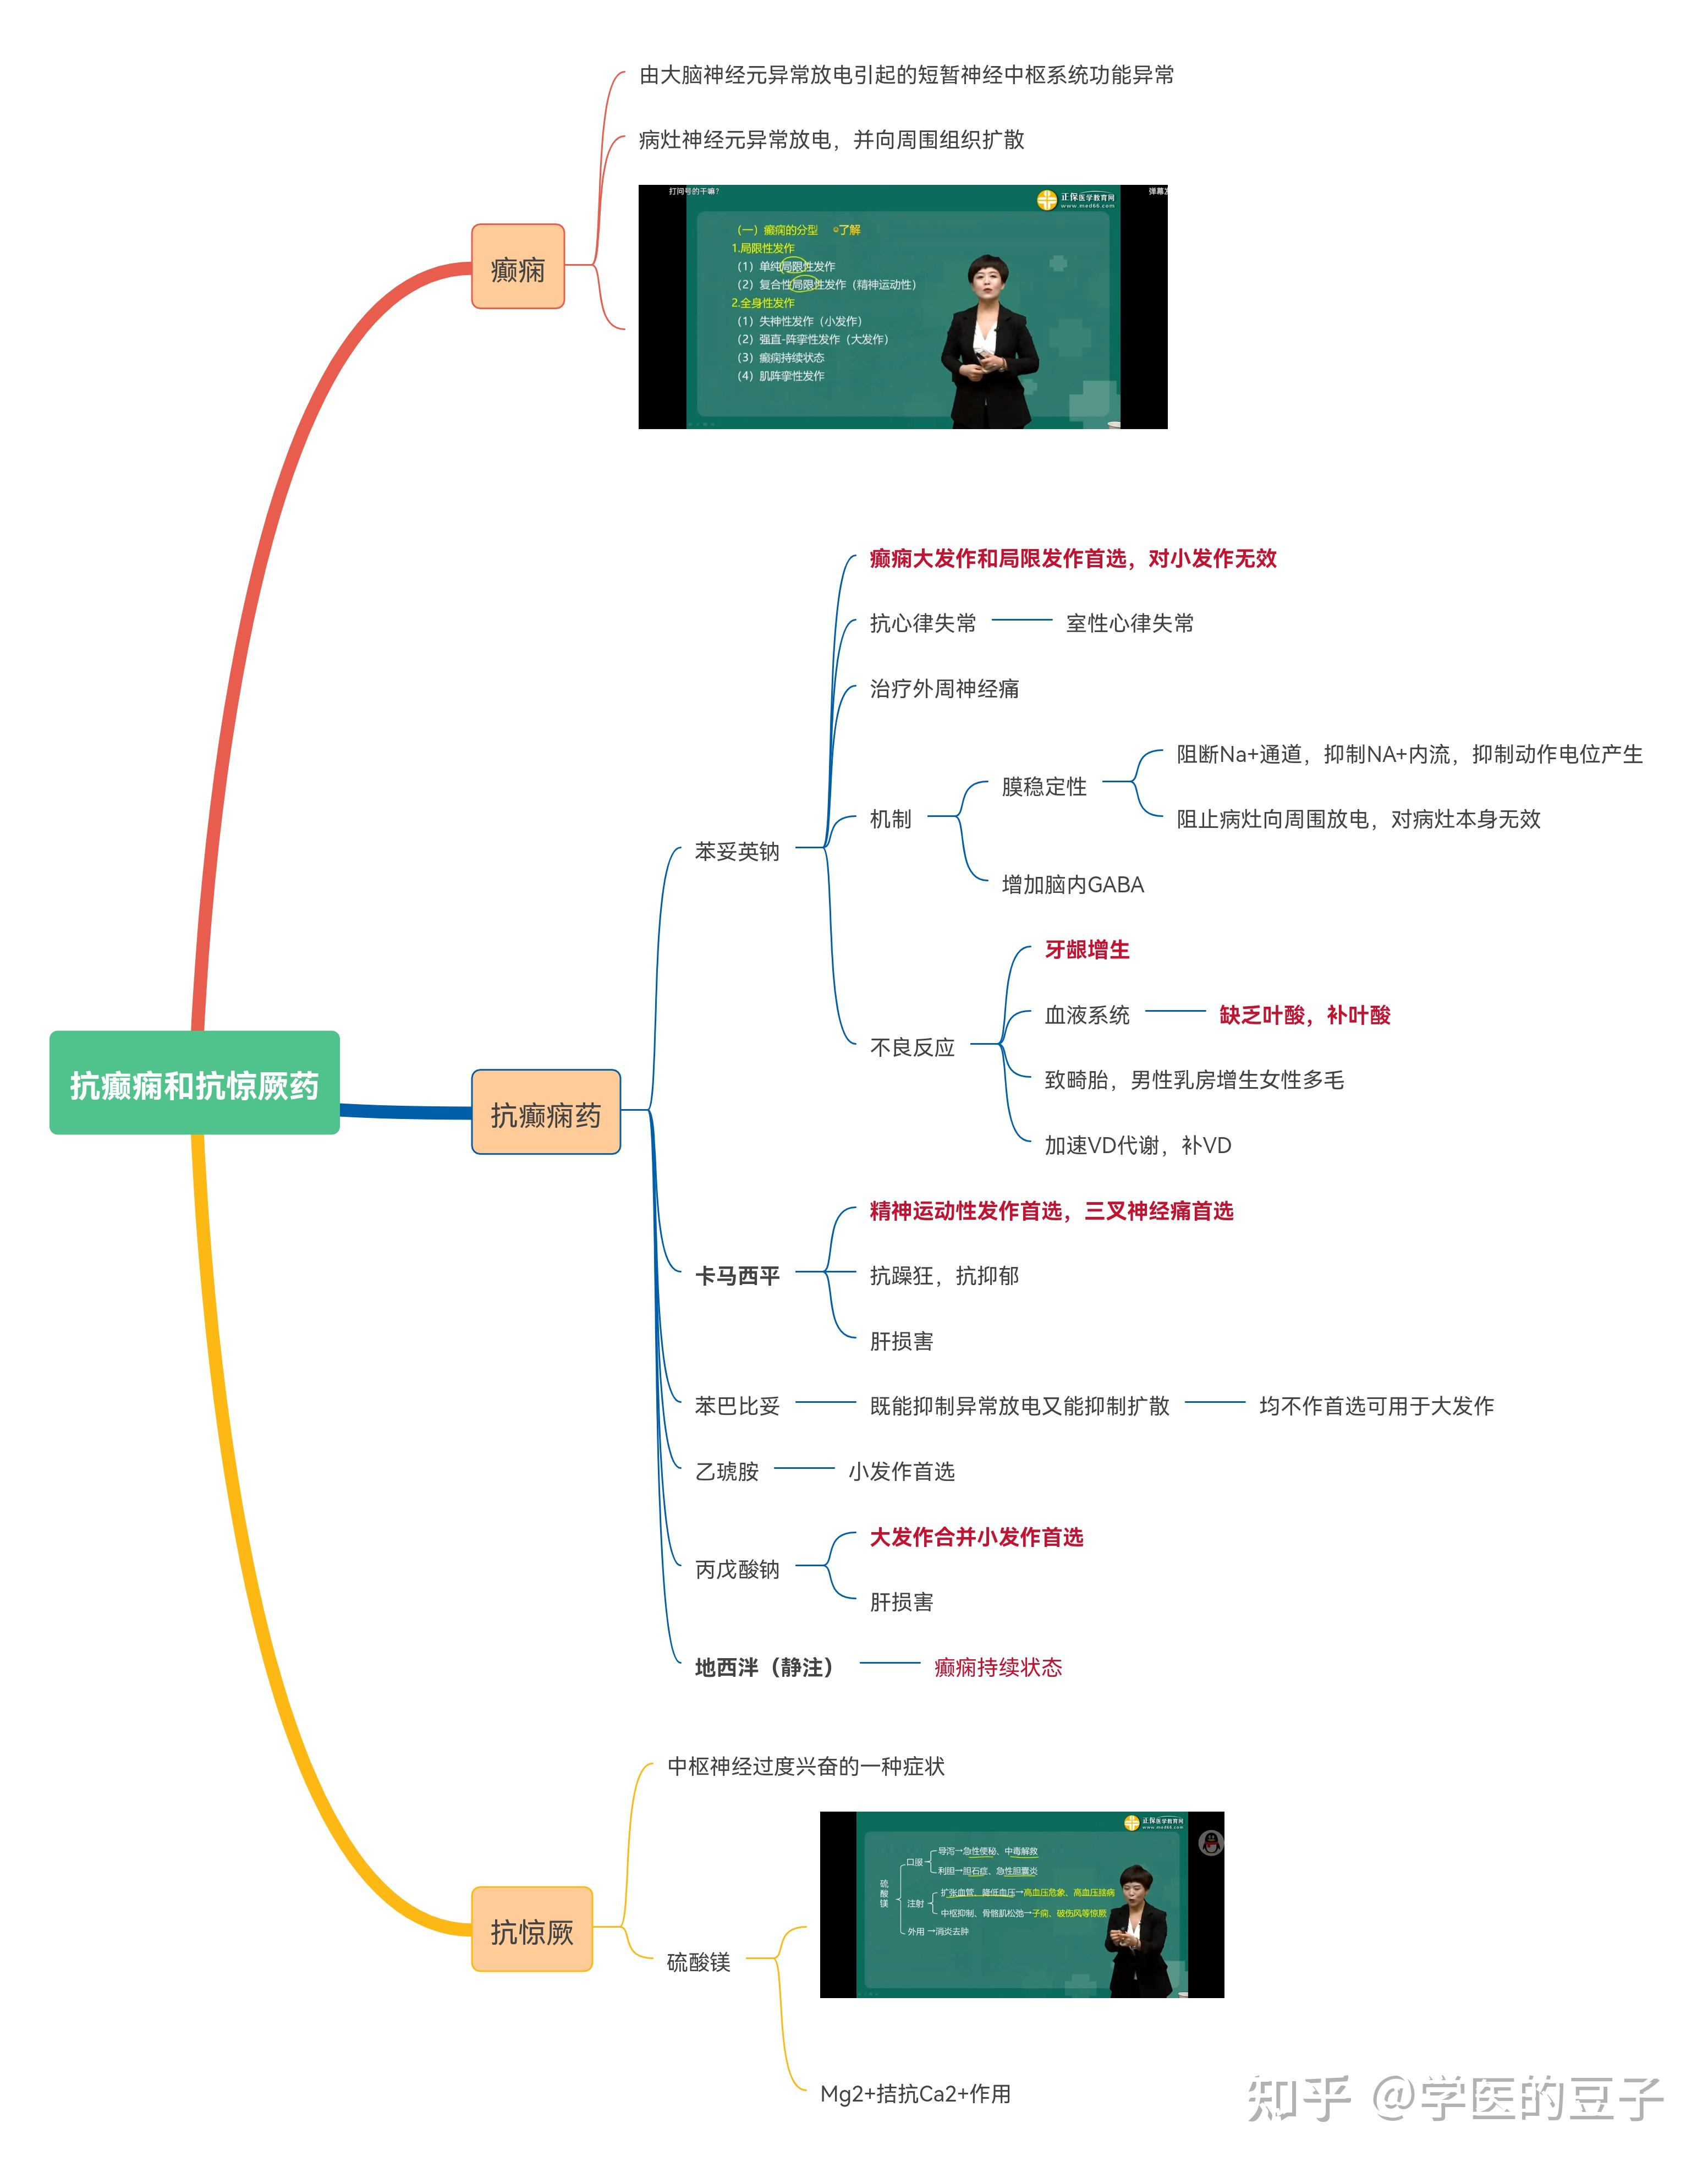 由大脑神经元异常放电引起的短暂神经中枢系统功能异常
病灶神经元异常放电，并向周围组织扩散
打问号的干嘛？
弹幕发
正保医学教育网
www.med66.com
（一）癫痫的分型
了解
1.局限性发作
（1）单纯局限性发作
（2）复合性局限性发作（精神运动性）
2.全身性发作
（1）失神性发作（小发作）
（2）强直-阵挛性发作（大发作）
（3）癫痫持续状态
（4）肌阵挛性发作
癫痫
癫痫大发作和局限发作首选，对小发作无效
抗心律失常
室性心律失常
治疗外周神经痛
机制
膜稳定性
阻断Na+通道，抑制NA+内流，抑制动作电位产生
阻止病灶向周围放电，对病灶本身无效
增加脑内GABA
苯妥英钠
不良反应
牙龈增生
血液系统
缺乏叶酸，补叶酸
致畸胎，男性乳房增生女性多毛
加速VD代谢，补VD
抗癫痫和抗惊厥药
抗癫痫药
卡马西平
精神运动性发作首选，三叉神经痛首选
抗躁狂，抗抑郁
肝损害
苯巴比妥
既能抑制异常放电又能抑制扩散
均不作首选可用于大发作
乙琥胺
小发作首选
丙戊酸钠
大发作合并小发作首选
肝损害
地西泮（静注）
癫痫持续状态
抗惊厥
中枢神经过度兴奋的一种症状
硫酸镁
正保医学教育网
www.med66.com
硫酸镁
口服
导泻→急性便秘、中毒解救
利胆→胆石症、急性胆囊炎
注射
扩张血管、降低血压→高血压危象、高血压脑病
中枢抑制、骨骼肌松弛→子痫、破伤风等惊厥
外用→消炎去肿
Mg2+拮抗Ca2+作用
知乎 @学医的豆子